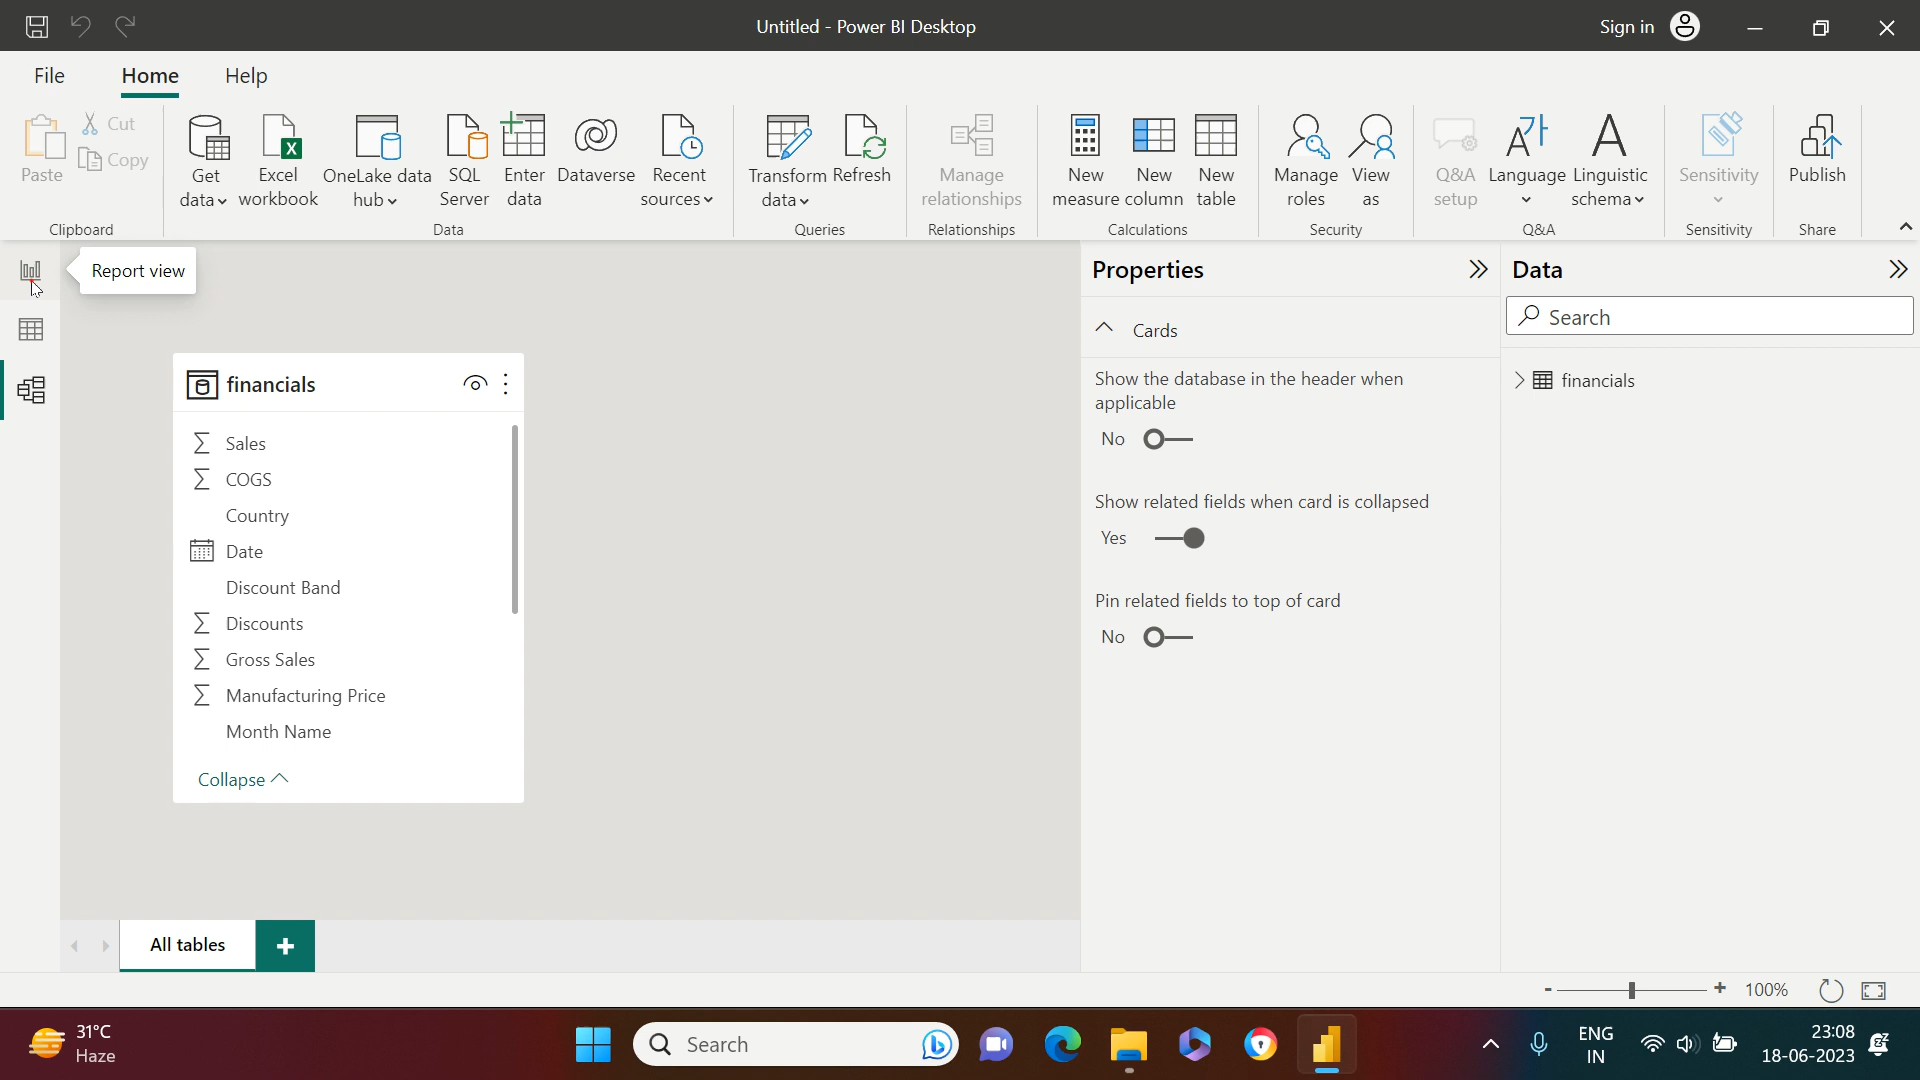 Untitled - Power BI Desktop
Sign in
File
Home
Help
Paste
Cut
Copy
Clipboard
Get data
Excel workbook
OneLake data hub
SQL Server
Enter data
Dataverse
Recent sources
Data
Transform data
Refresh
Queries
Manage relationships
Relationships
New measure
New column
New table
Calculations
Manage roles
View as
Security
Q&A setup
Language
Linguistic schema
Q&A
Sensitivity
Sensitivity
Publish
Share
Report view
financials
Sales
COGS
Country
Date
Discount Band
Discounts
Gross Sales
Manufacturing Price
Month Name
Collapse
Properties
Cards
Show the database in the header when
applicable
No
Show related fields when card is collapsed
Yes
Pin related fields to top of card
No
Data
Search
financials
All tables
+
- + 100%
31°C
Haze
Search
ENG
IN
23:08
18-06-2023